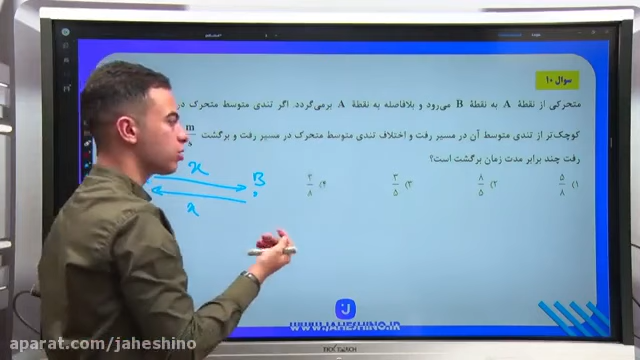 سوال ۱۰
متحرکی از نقطهٔ A به نقطهٔ B می‌رود و بلافاصله به نقطهٔ A برمی‌گردد. اگر تندی متوسط متحرک در
کوچک‌تر از تندی متوسط آن در مسیر رفت و اختلاف تندی متوسط متحرک در مسیر رفت و برگشت m/s
رفت چند برابر مدت زمان برگشت است؟
۱) ۵/۸ ۲) ۸/۵ ۳) ۳/۵ ۴) ۳/۸
x
B
x
WWW.JAHESHINO.IR
aparat.com/jaheshino